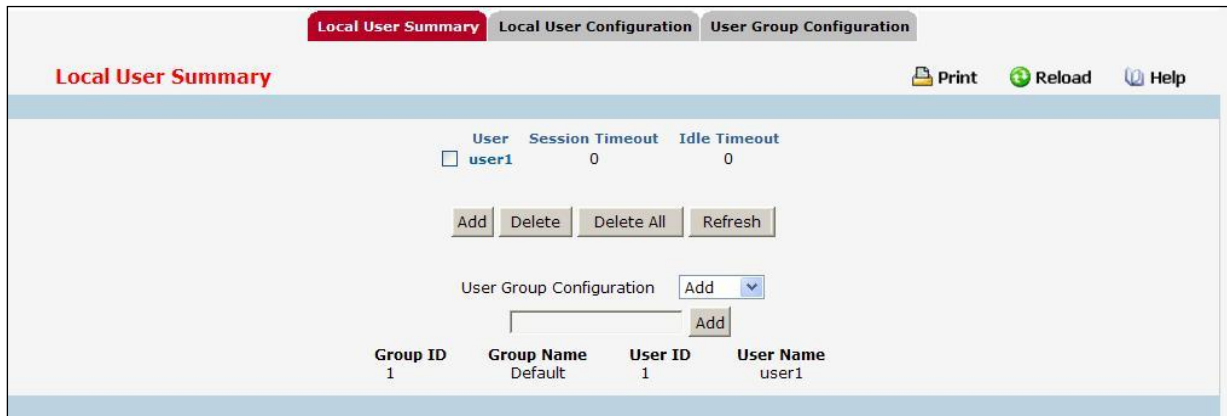 Local User Summary Local User Configuration User Group Configuration
Local User Summary Print Reload Help
User Session Timeout Idle Timeout
user1 0 0
Add Delete Delete All Refresh
User Group Configuration Add
Add
Group ID Group Name User ID User Name
1 Default 1 user1